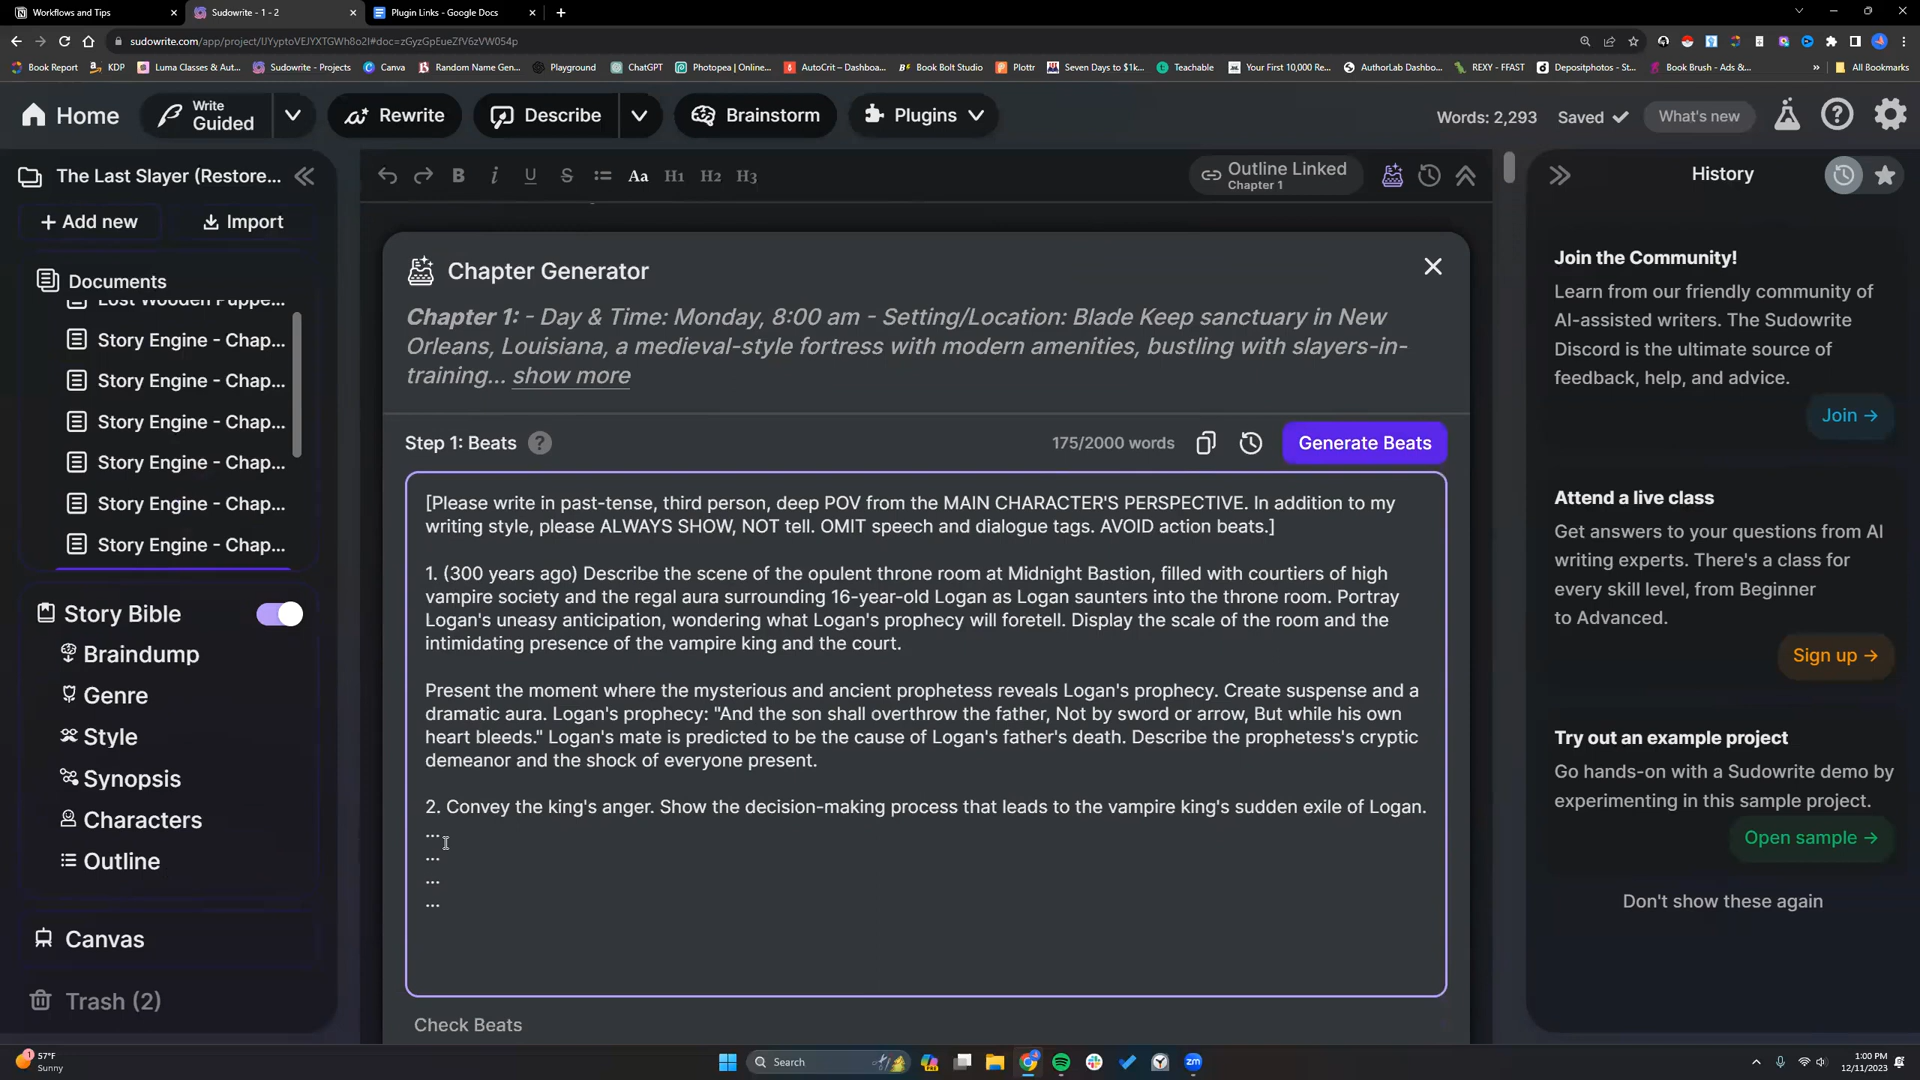 Workflows and Tips
Sudowrite - 1 - 2
Plugin Links - Google Docs
sudowrite.com/app/project/IJYyptoVEJYXTGWh8o2I#doc=zGyzGpEueZfV6zVW054p
Book Report
KDP
Luma Classes & Aut...
Sudowrite - Projects
Canva
Random Name Gen...
Playground
ChatGPT
Photopea | Online...
AutoCrit – Dashboa...
Book Bolt Studio
Plottr
Seven Days to $1k...
Teachable
Your First 10,000 Re...
AuthorLab Dashbo...
REXY - FFAST
Depositphotos - St...
Book Brush - Ads &...
All Bookmarks
Home
Write
Guided
Rewrite
Describe
Brainstorm
Plugins
Words: 2,293
Saved
What's new
The Last Slayer (Restore...
+ Add new
Import
Documents
Lost Wooden Puppe...
Story Engine - Chap...
Story Engine - Chap...
Story Engine - Chap...
Story Engine - Chap...
Story Engine - Chap...
Story Engine - Chap...
Story Bible
Braindump
Genre
Style
Synopsis
Characters
Outline
Canvas
Trash (2)
B i U S Aa H1 H2 H3
Outline Linked
Chapter 1
Chapter Generator
Chapter 1: - Day & Time: Monday, 8:00 am - Setting/Location: Blade Keep sanctuary in New
Orleans, Louisiana, a medieval-style fortress with modern amenities, bustling with slayers-in-
training... show more
Step 1: Beats
175/2000 words
Generate Beats
[Please write in past-tense, third person, deep POV from the MAIN CHARACTER'S PERSPECTIVE. In addition to my
writing style, please ALWAYS SHOW, NOT tell. OMIT speech and dialogue tags. AVOID action beats.]
1. (300 years ago) Describe the scene of the opulent throne room at Midnight Bastion, filled with courtiers of high
vampire society and the regal aura surrounding 16-year-old Logan as Logan saunters into the throne room. Portray
Logan's uneasy anticipation, wondering what Logan's prophecy will foretell. Display the scale of the room and the
intimidating presence of the vampire king and the court.
Present the moment where the mysterious and ancient prophetess reveals Logan's prophecy. Create suspense and a
dramatic aura. Logan's prophecy: "And the son shall overthrow the father, Not by sword or arrow, But while his own
heart bleeds." Logan's mate is predicted to be the cause of Logan's father's death. Describe the prophetess's cryptic
demeanor and the shock of everyone present.
2. Convey the king's anger. Show the decision-making process that leads to the vampire king's sudden exile of Logan.
...
...
...
...
Check Beats
History
Join the Community!
Learn from our friendly community of
AI-assisted writers. The Sudowrite
Discord is the ultimate source of
feedback, help, and advice.
Join →
Attend a live class
Get answers to your questions from AI
writing experts. There's a class for
every skill level, from Beginner
to Advanced.
Sign up →
Try out an example project
Go hands-on with a Sudowrite demo by
experimenting in this sample project.
Open sample →
Don't show these again
57°F
Sunny
Search
1:00 PM
12/11/2023